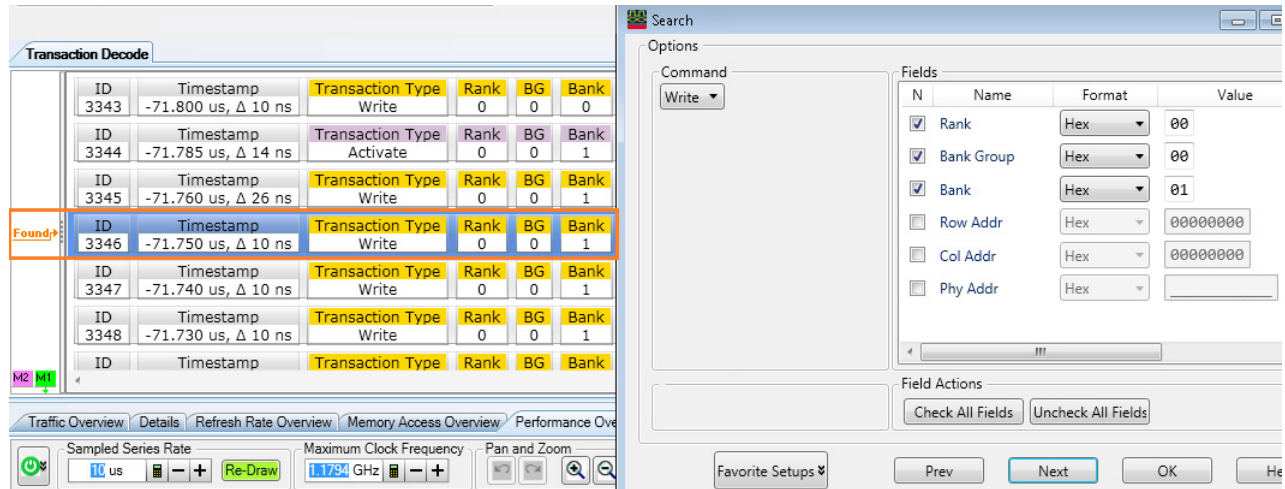 Transaction Decode
ID Timestamp Transaction Type Rank BG Bank
3343 -71.800 us, Δ 10 ns Write 0 0 0
ID Timestamp Transaction Type Rank BG Bank
3344 -71.785 us, Δ 14 ns Activate 0 0 1
ID Timestamp Transaction Type Rank BG Bank
3345 -71.760 us, Δ 26 ns Write 0 0 1
Found
ID Timestamp Transaction Type Rank BG Bank
3346 -71.750 us, Δ 10 ns Write 0 0 1
ID Timestamp Transaction Type Rank BG Bank
3347 -71.740 us, Δ 10 ns Write 0 0 1
ID Timestamp Transaction Type Rank BG Bank
3348 -71.730 us, Δ 10 ns Write 0 0 1
ID Timestamp Transaction Type Rank BG Bank
M2 M1
Traffic Overview Details Refresh Rate Overview Memory Access Overview Performance Ove
Sampled Series Rate Maximum Clock Frequency Pan and Zoom
10 us Re-Draw 1.1794 GHz
Search
Options
Command
Write
Fields
N Name Format Value
Rank Hex 00
Bank Group Hex 00
Bank Hex 01
Row Addr Hex 00000000
Col Addr Hex 00000000
Phy Addr Hex
Field Actions
Check All Fields Uncheck All Fields
Favorite Setups Prev Next OK He